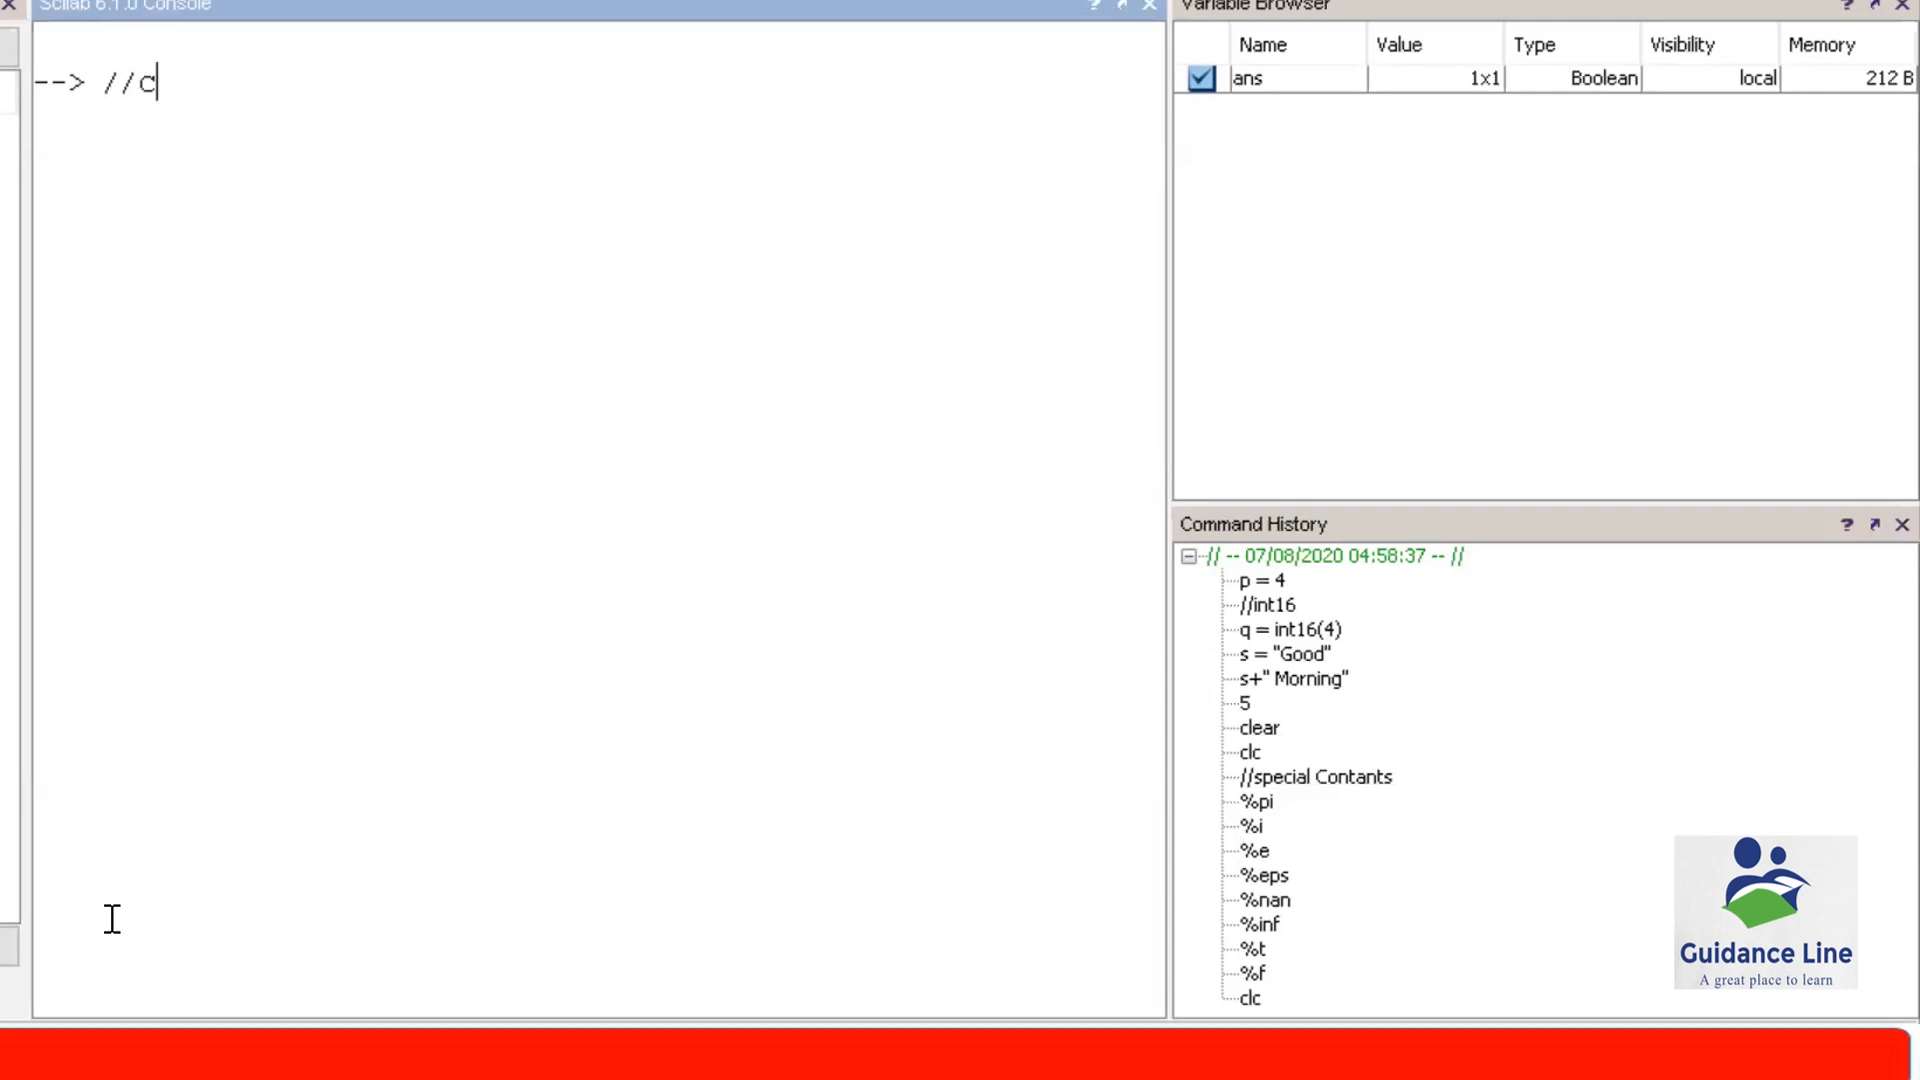 Scilab 6.1.0 Console
--> //C
Variable Browser
Name Value Type Visibility Memory
ans 1x1 Boolean local 212 B
Command History
// -- 07/08/2020 04:58:37 -- //
p = 4
//int16
q = int16(4)
s = "Good"
s+" Morning"
5
clear
clc
//special Contants
%pi
%i
%e
%eps
%nan
%inf
%t
%f
clc
Guidance Line
A great place to learn